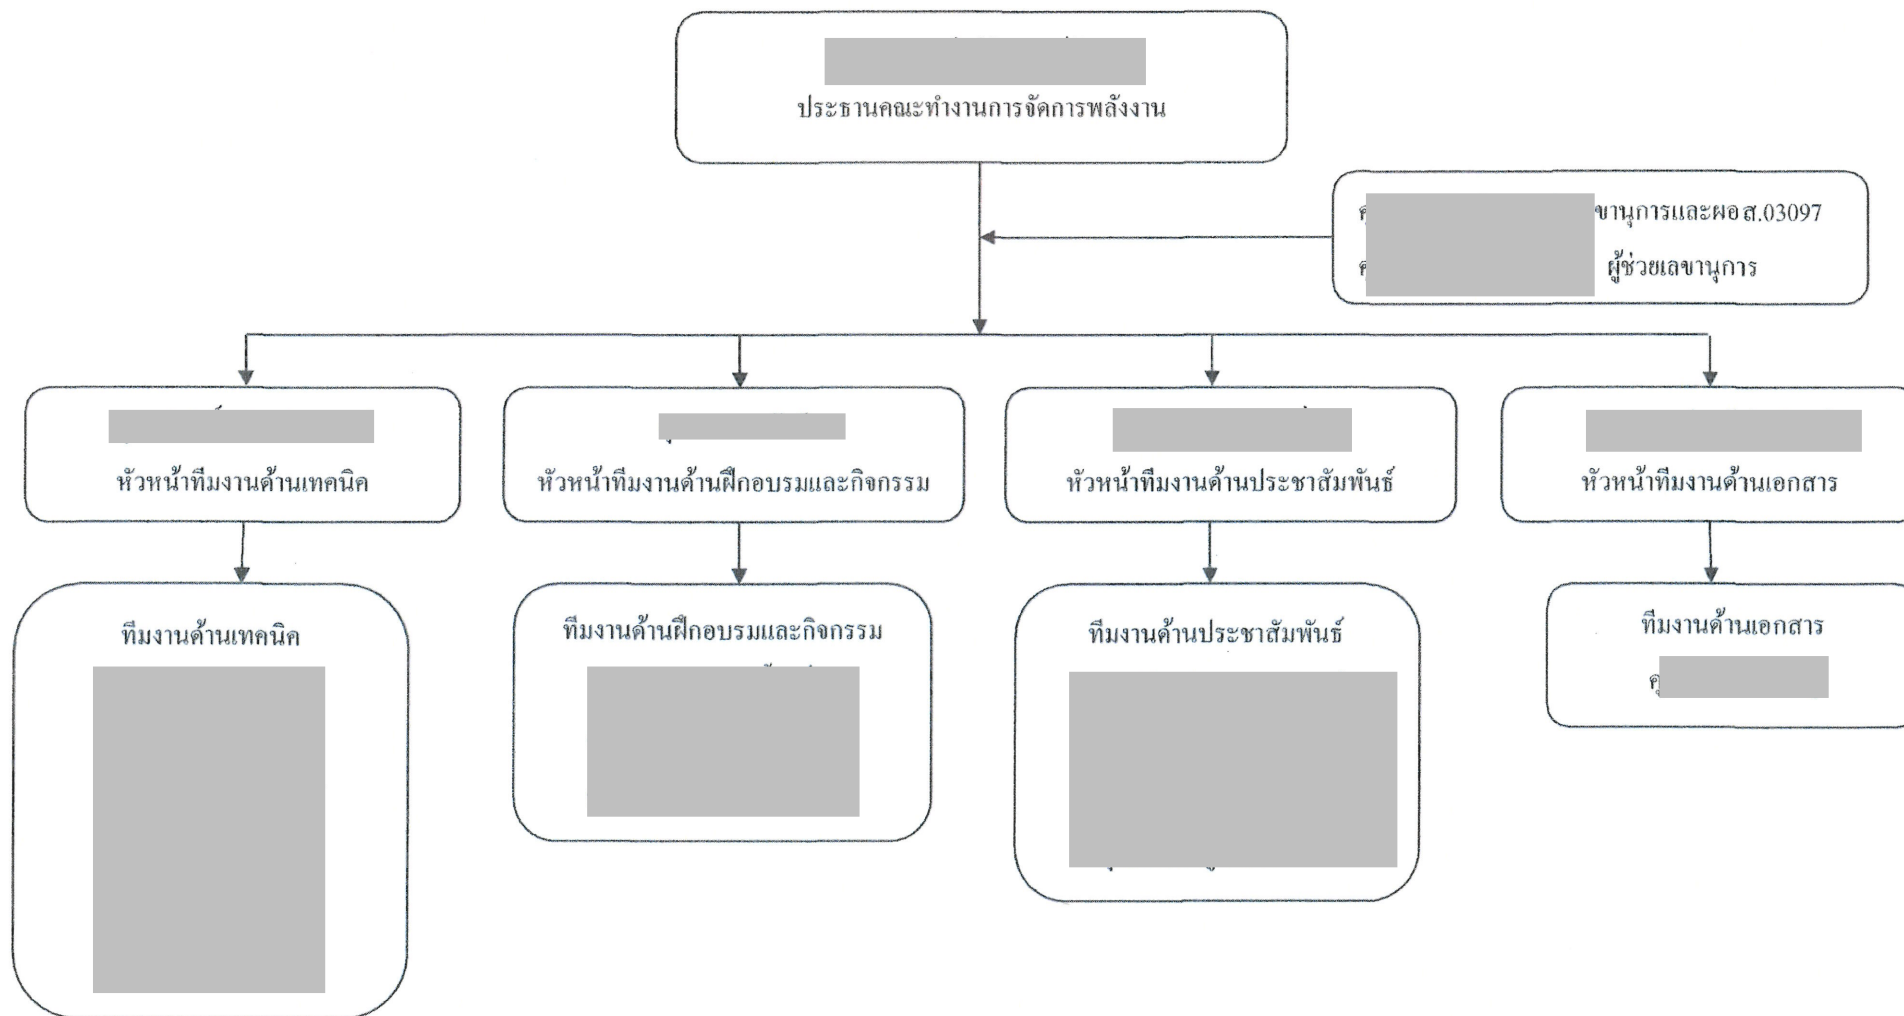 ประธานคณะทำงานการจัดการพลังงาน
ขานุการและผอส.03097
ผู้ช่วยเลขานุการ
หัวหน้าทีมงานด้านเทคนิค
หัวหน้าทีมงานด้านฝึกอบรมและกิจกรรม
หัวหน้าทีมงานด้านประชาสัมพันธ์
หัวหน้าทีมงานด้านเอกสาร
ทีมงานด้านเทคนิค
ทีมงานด้านฝึกอบรมและกิจกรรม
ทีมงานด้านประชาสัมพันธ์
ทีมงานด้านเอกสาร